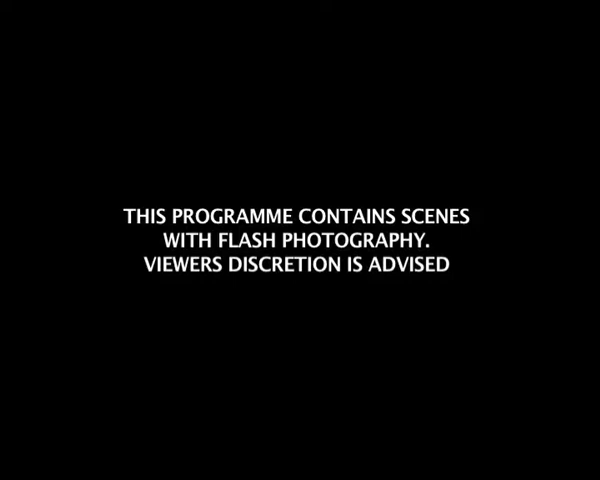 THIS PROGRAMME CONTAINS SCENES
WITH FLASH PHOTOGRAPHY.
VIEWERS DISCRETION IS ADVISED